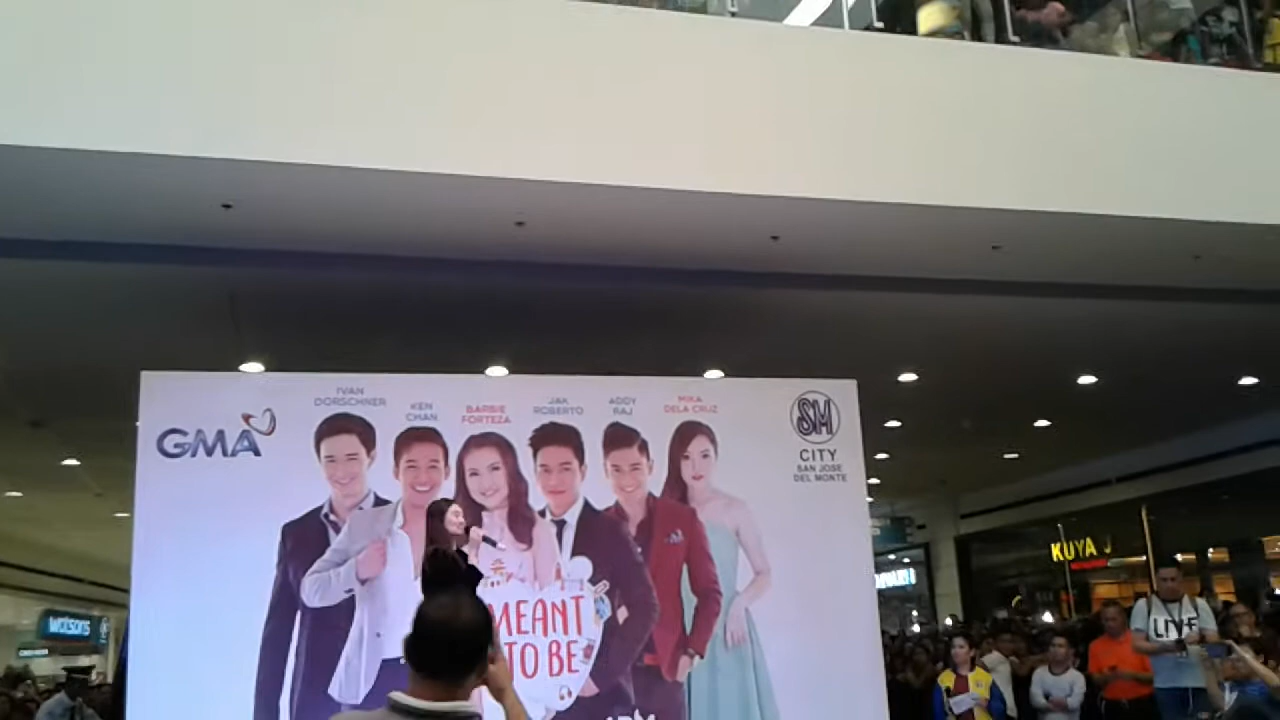 IVAN
DORSCHNER
KEN
CHAN
BARBIE
FORTEZA
JAK
ROBERTO
ADDY
RAJ
MIKA
DELA CRUZ
GMA
SM
CITY
SAN JOSE
DEL MONTE
MEANT
TO BE
KUYA J
WATSONS
LIVE